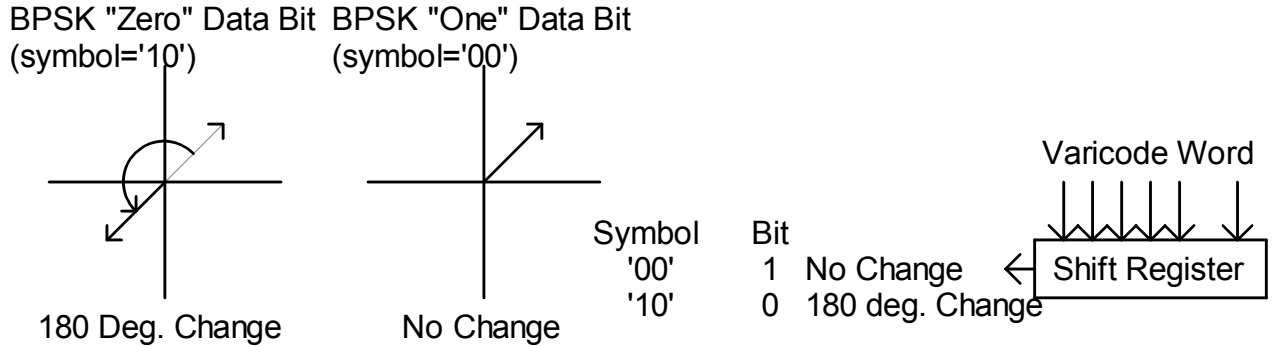 BPSK "Zero" Data Bit
(symbol='10')
180 Deg. Change
BPSK "One" Data Bit
(symbol='00')
No Change
Symbol Bit
'00' 1 No Change
'10' 0 180 deg. Change
Varicode Word
Shift Register